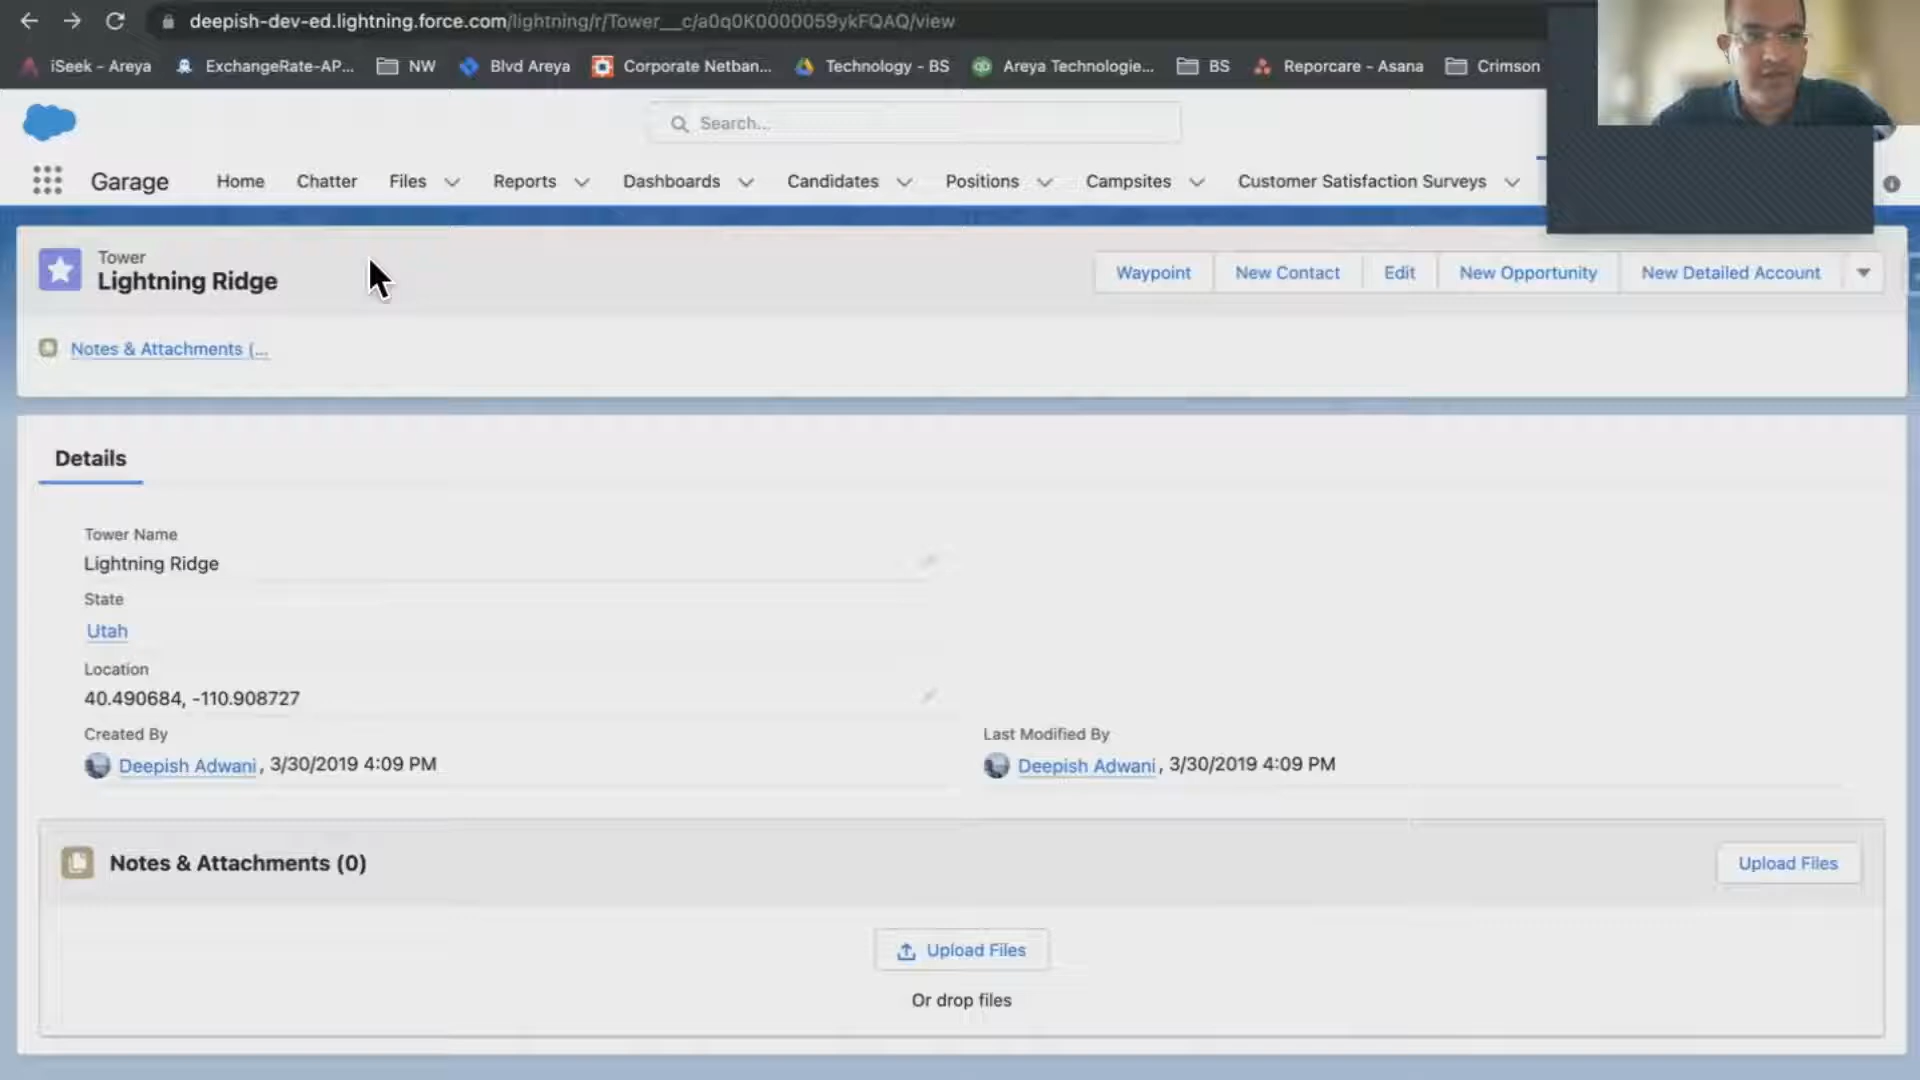 deepish-dev-ed.lightning.force.com/lightning/r/Tower__c/a0q0K0000059ykFQAQ/view
iSeek - Areya ExchangeRate-AP... NW Blvd Areya Corporate Netban... Technology - BS Areya Technologie... BS Reporcare - Asana Crimson
Search...
Garage Home Chatter Files Reports Dashboards Candidates Positions Campsites Customer Satisfaction Surveys
Tower
Lightning Ridge
Waypoint New Contact Edit New Opportunity New Detailed Account
Notes & Attachments (...
Details
Tower Name
Lightning Ridge
State
Utah
Location
40.490684, -110.908727
Created By
Deepish Adwani, 3/30/2019 4:09 PM
Last Modified By
Deepish Adwani, 3/30/2019 4:09 PM
Notes & Attachments (0)
Upload Files
Upload Files
Or drop files